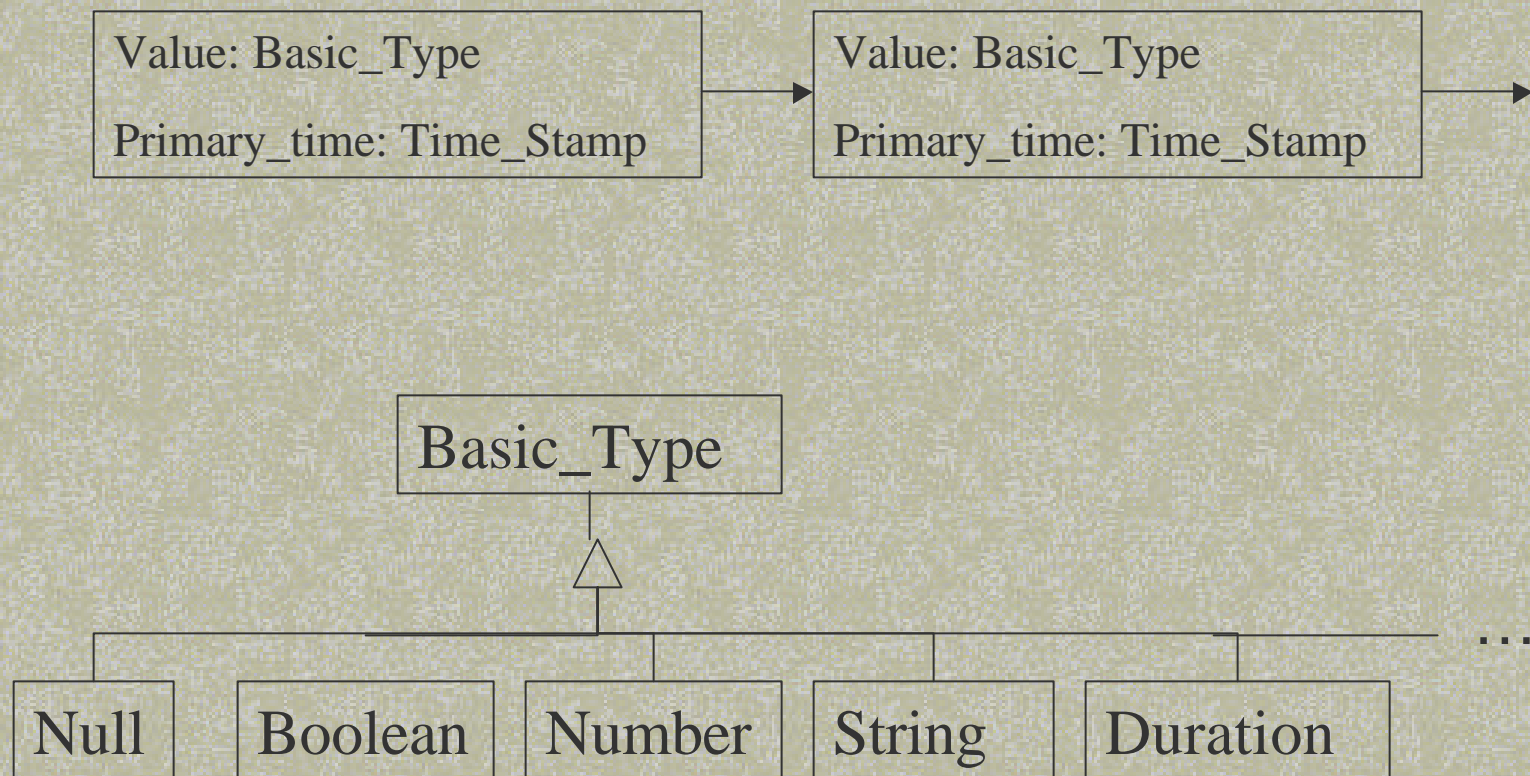 Value: Basic_Type
Primary_time: Time_Stamp
Value: Basic_Type
Primary_time: Time_Stamp
Basic_Type
...
Null
Boolean
Number
String
Duration